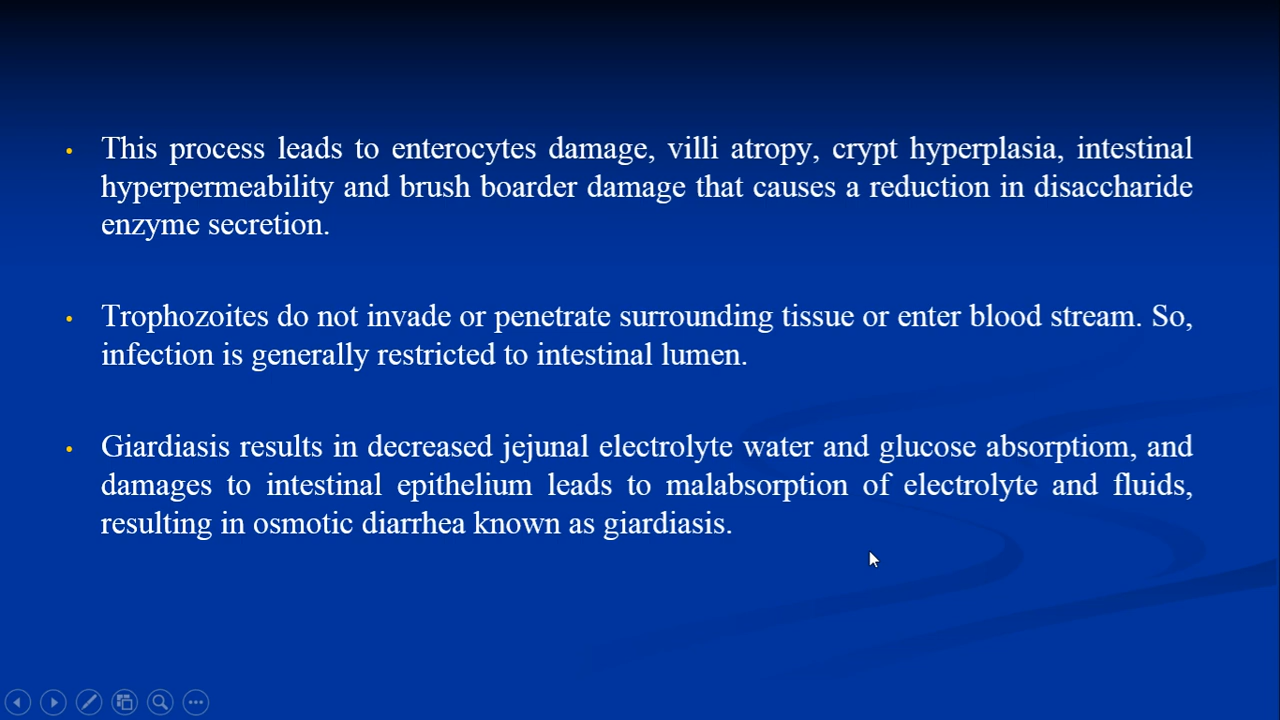 • This process leads to enterocytes damage, villi atropy, crypt hyperplasia, intestinal
hyperpermeability and brush boarder damage that causes a reduction in disaccharide
enzyme secretion.
• Trophozoites do not invade or penetrate surrounding tissue or enter blood stream. So,
infection is generally restricted to intestinal lumen.
• Giardiasis results in decreased jejunal electrolyte water and glucose absorptiom, and
damages to intestinal epithelium leads to malabsorption of electrolyte and fluids,
resulting in osmotic diarrhea known as giardiasis.